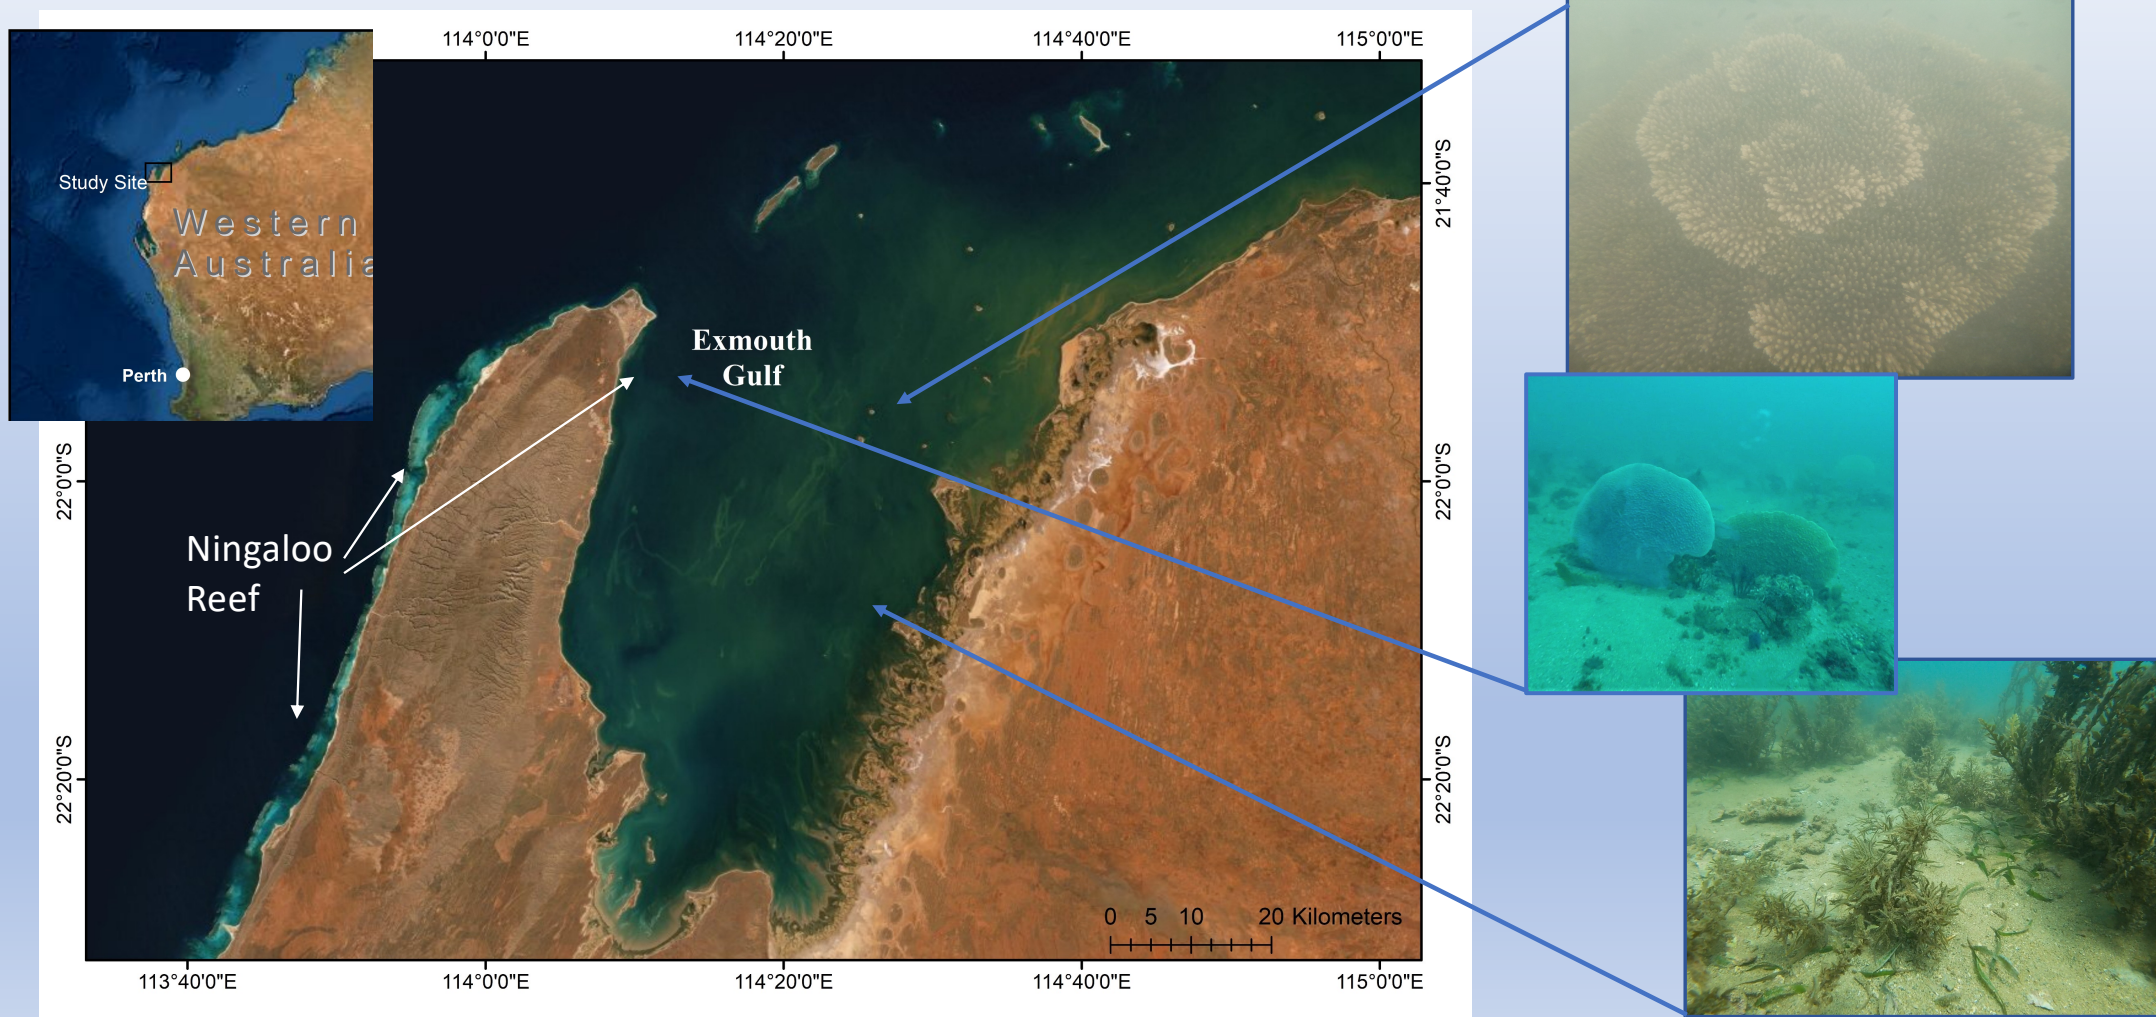 114°0'0"E
114°20'0"E
114°40'0"E
115°0'0"E
Study Site
Western
Australia
Perth
21°40'0"S
22°0'0"S
22°20'0"S
22°0'0"S
22°20'0"S
Exmouth
Gulf
Ningaloo
Reef
0 5 10 20 Kilometers
113°40'0"E
114°0'0"E
114°20'0"E
114°40'0"E
115°0'0"E